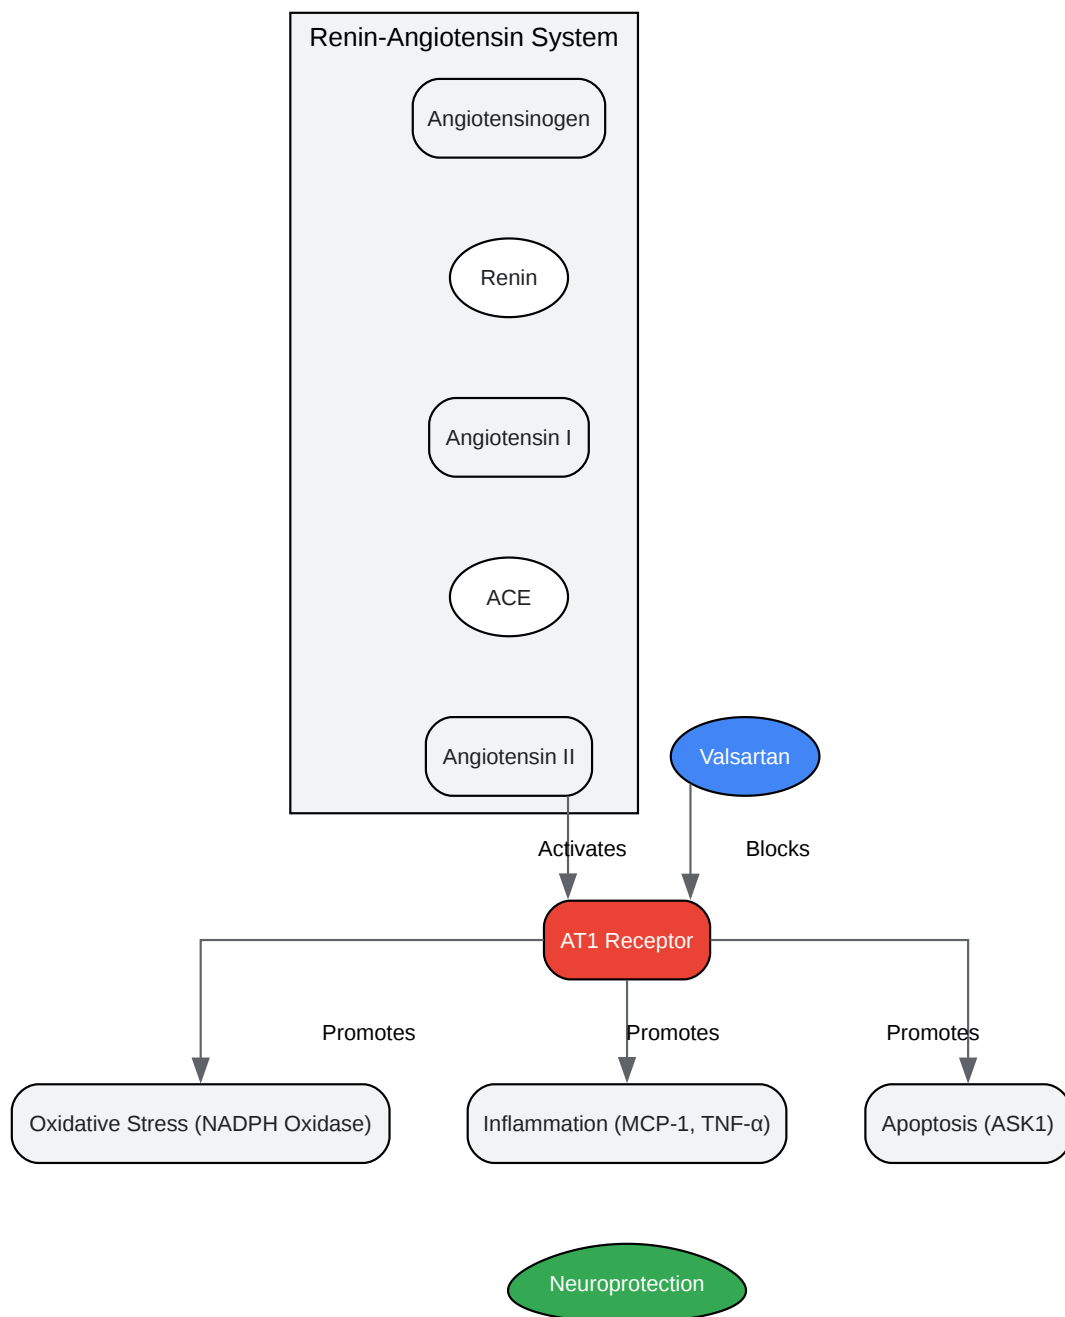 Renin-Angiotensin System
Angiotensinogen
Renin
Angiotensin I
ACE
Angiotensin II
Valsartan
Activates
Blocks
AT1 Receptor
Promotes
Promotes
Promotes
Oxidative Stress (NADPH Oxidase)
Inflammation (MCP-1, TNF-α)
Apoptosis (ASK1)
Neuroprotection